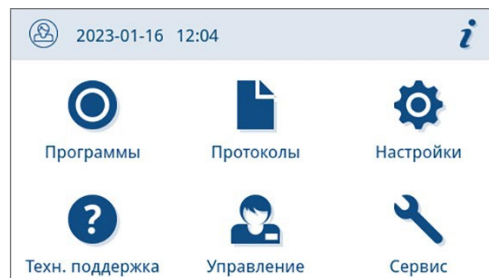 2023-01-16 12:04 i
Программы Протоколы Настройки
?
Техн. поддержка Управление Сервис